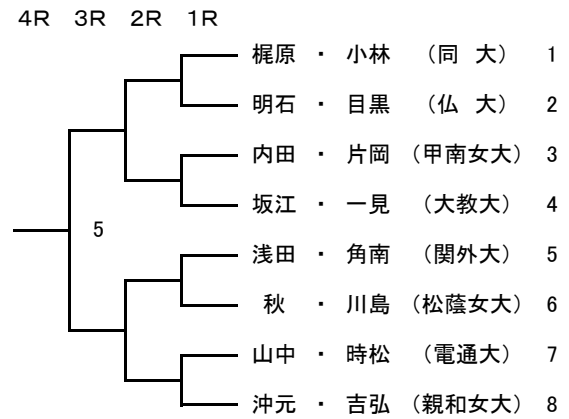 4R 3R 2R 1R
梶原 ・ 小林 （同 大） 1
明石 ・ 目黒 （仏 大） 2
内田 ・ 片岡 （甲南女大） 3
坂江 ・ 一見 （大教大） 4
5
浅田 ・ 角南 （関外大） 5
秋 ・ 川島 （松蔭女大） 6
山中 ・ 時松 （電通大） 7
沖元 ・ 吉弘 （親和女大） 8